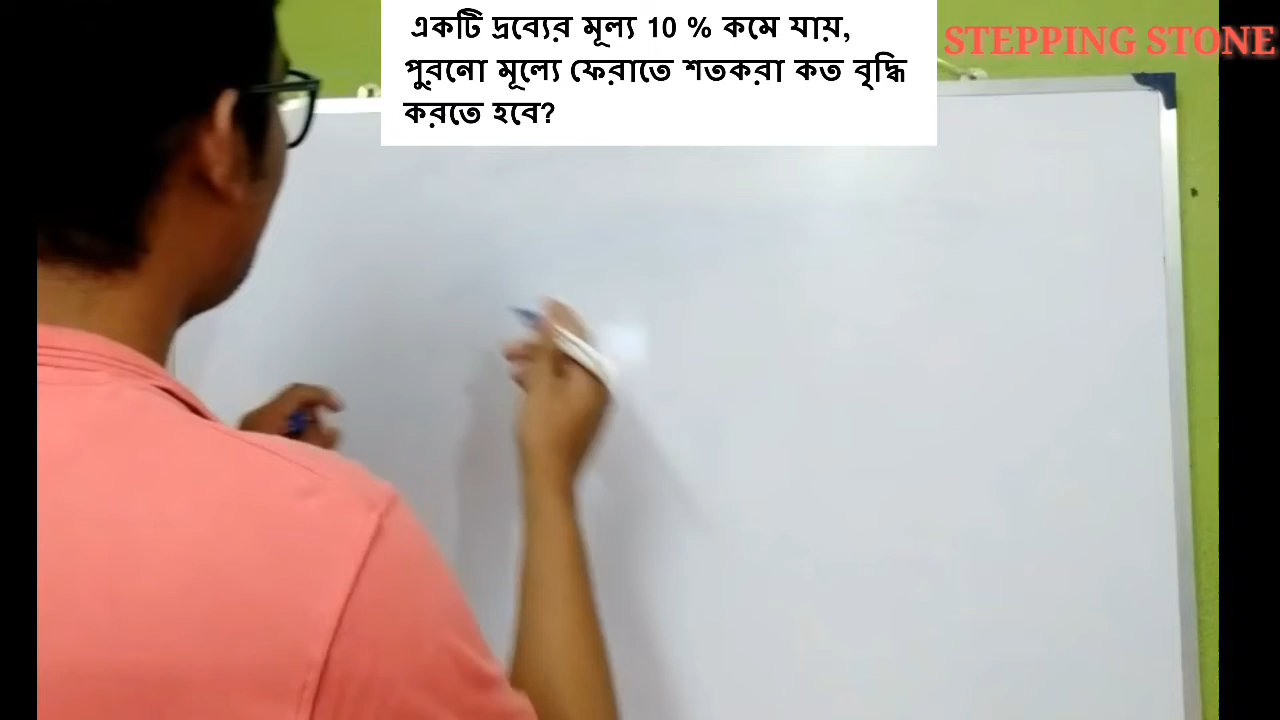 একটি দ্রব্যের মূল্য 10 % কমে যায়,
পুরনো মূল্যে ফেরাতে শতকরা কত বৃদ্ধি
করতে হবে?
STEPPING STONE